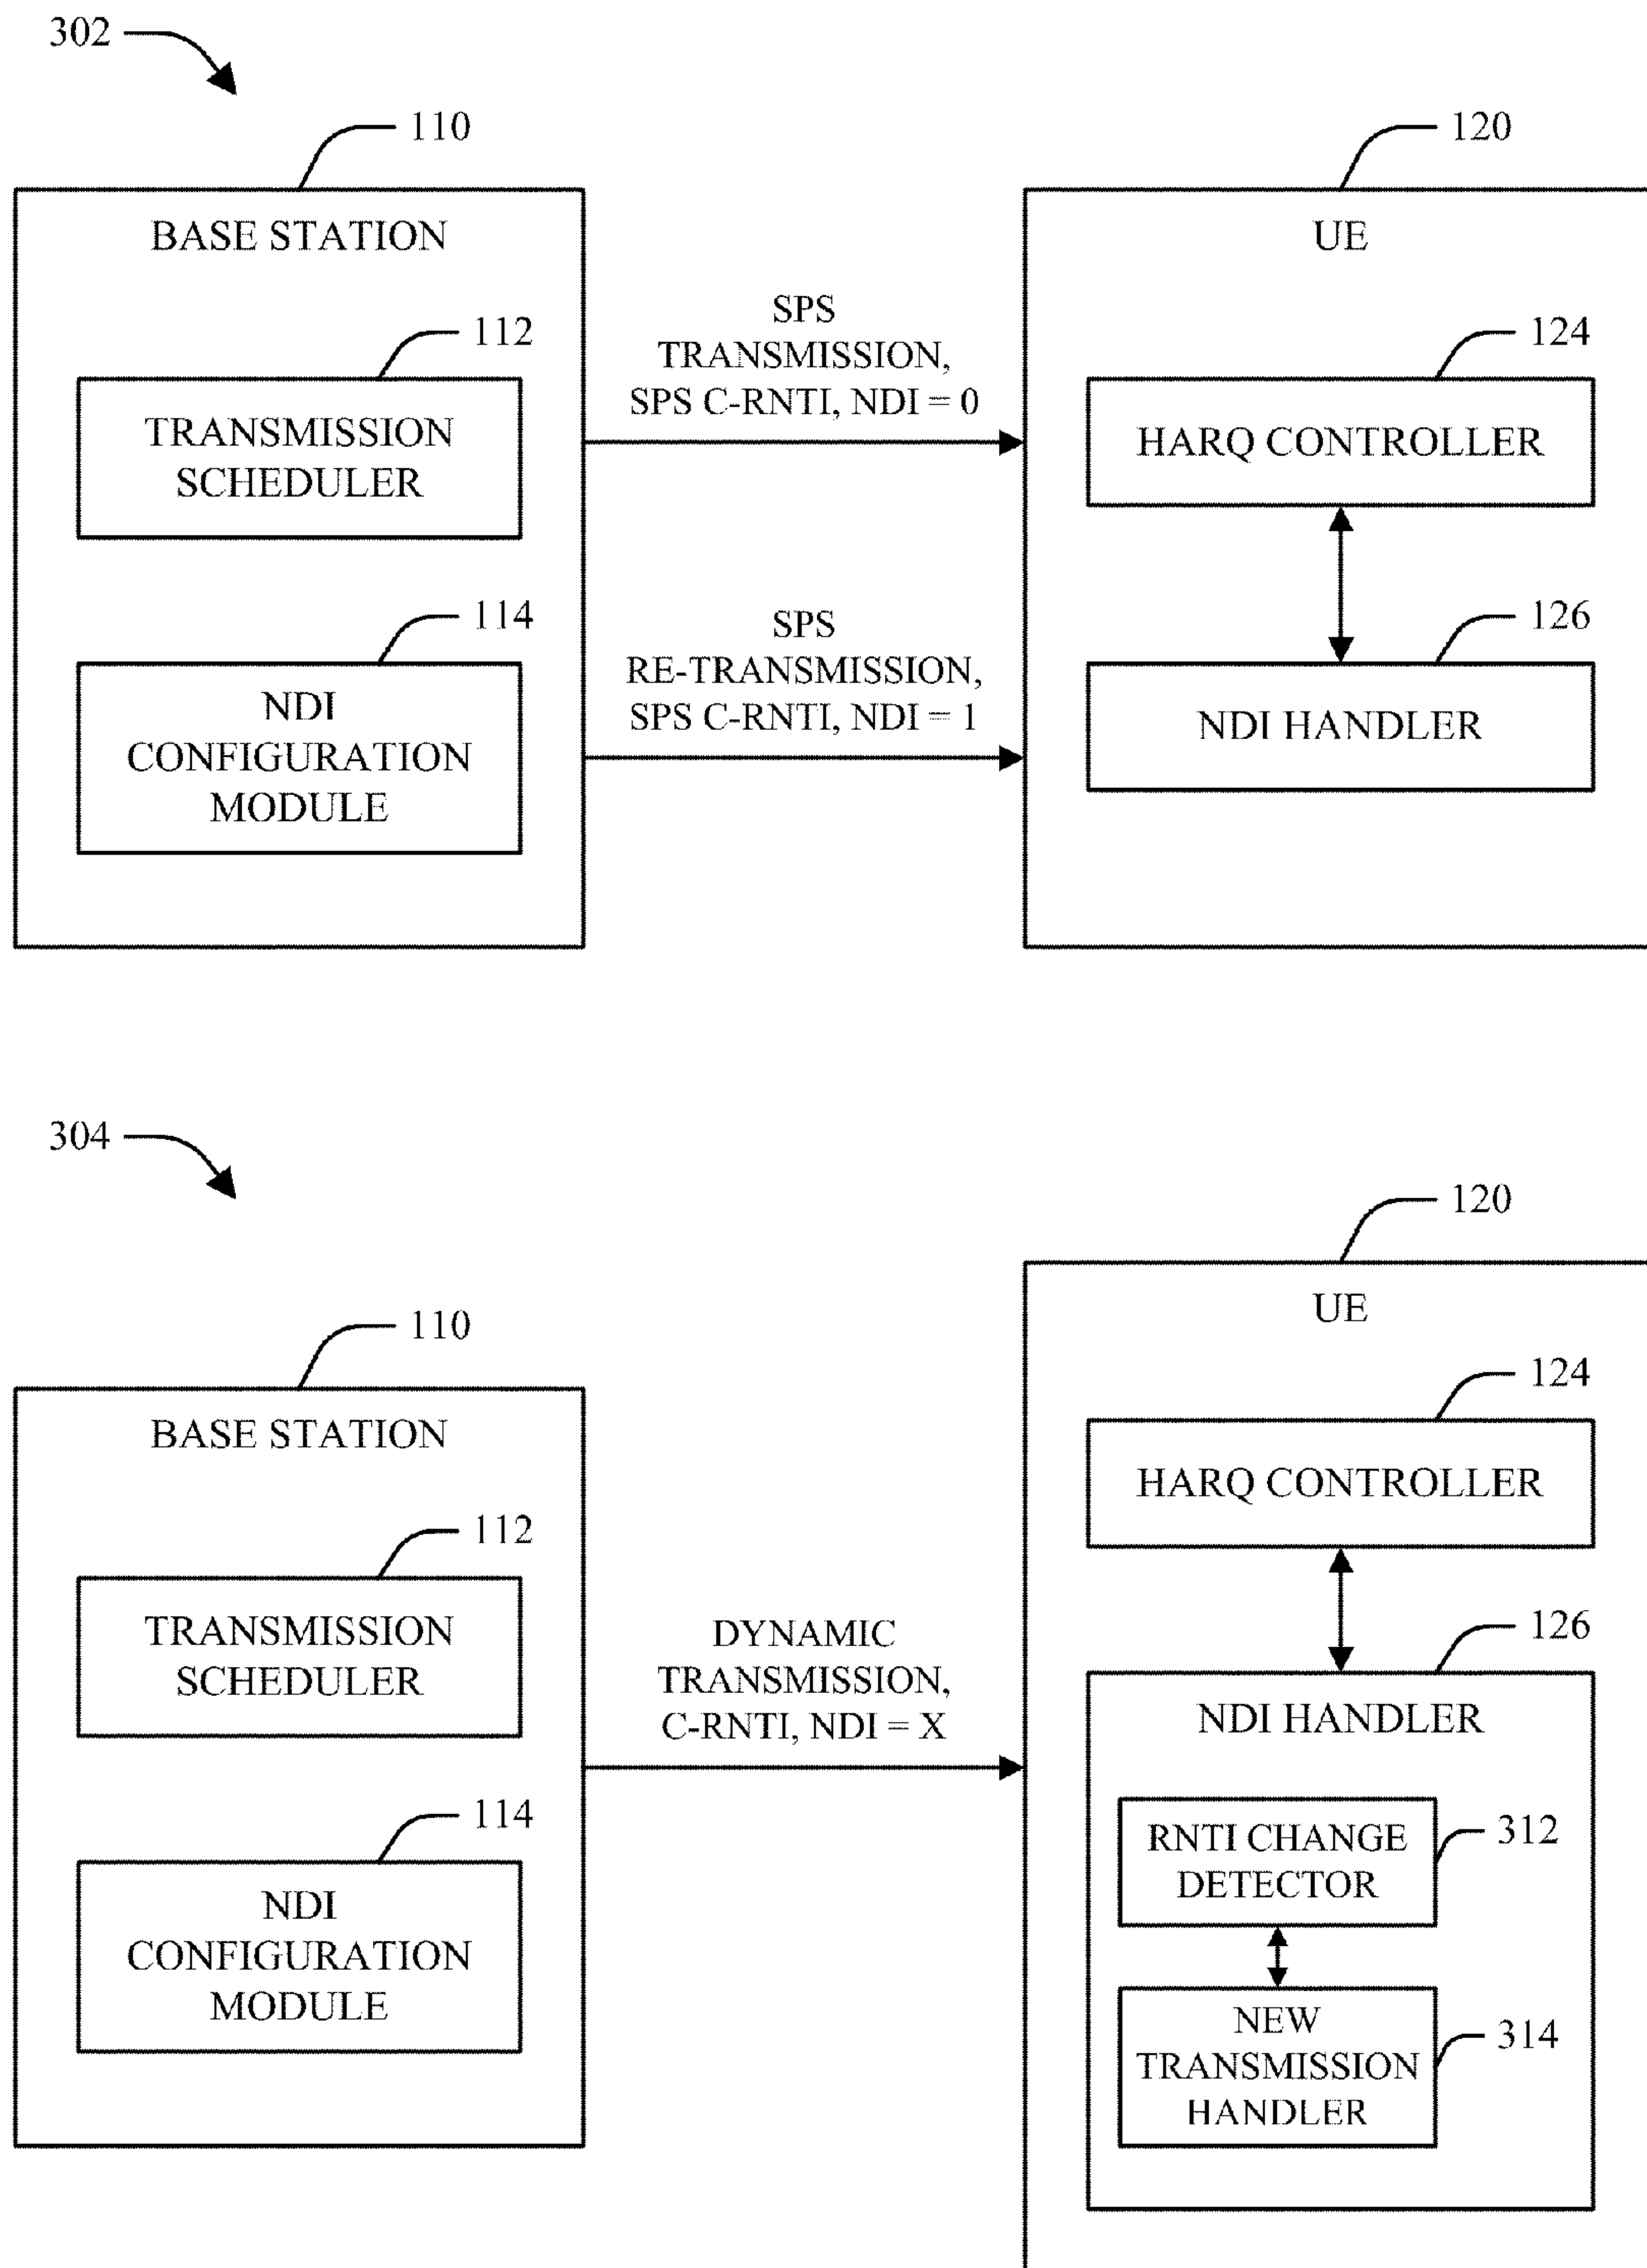 302
110
120
BASE STATION
UE
SPS
TRANSMISSION,
SPS C-RNTI, NDI = 0
112
124
TRANSMISSION
SCHEDULER
HARQ CONTROLLER
SPS
RE-TRANSMISSION,
SPS C-RNTI, NDI = 1
114
126
NDI
CONFIGURATION
MODULE
NDI HANDLER
304
120
110
UE
BASE STATION
124
HARQ CONTROLLER
112
TRANSMISSION
SCHEDULER
DYNAMIC
TRANSMISSION,
C-RNTI, NDI = X
126
NDI HANDLER
114
NDI
CONFIGURATION
MODULE
RNTI CHANGE
DETECTOR
312
NEW
TRANSMISSION
HANDLER
314